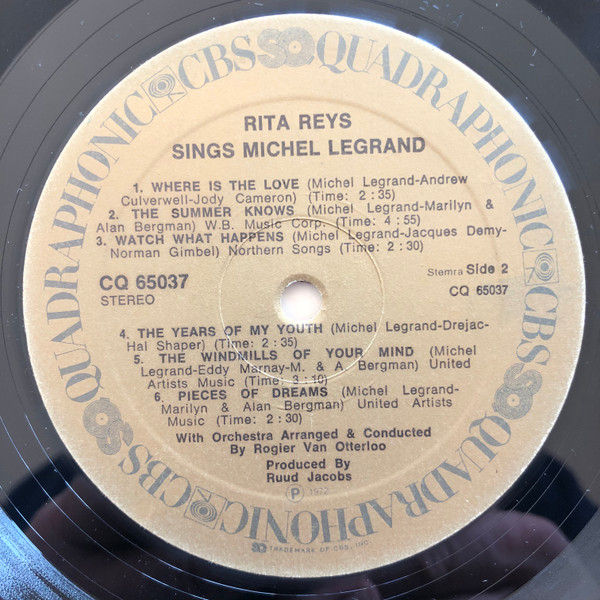 QUADRAPHONIC CBS SQ QUADRAPHONIC CBS SQ QUADRAPHONIC CBS SQ
RITA REYS
SINGS MICHEL LEGRAND
1. WHERE IS THE LOVE (Michel Legrand-Andrew
Culverwell-Jody Cameron) (Time: 2:35)
2. THE SUMMER KNOWS (Michel Legrand-Marilyn &
Alan Bergman) W.B. Music Corp. (Time: 4:55)
3. WATCH WHAT HAPPENS (Michel Legrand-Jacques Demy-
Norman Gimbel) Northern Songs (Time: 2:30)
CQ 65037
STEREO
Stemra Side 2
CQ 65037
4. THE YEARS OF MY YOUTH (Michel Legrand-Drejac-
Hal Shaper) (Time: 2:35)
5. THE WINDMILLS OF YOUR MIND (Michel
Legrand-Eddy Marnay-M. & A. Bergman) United
Artists Music (Time: 3:10)
6. PIECES OF DREAMS (Michel Legrand-
Marilyn & Alan Bergman) United Artists
Music (Time: 2:30)
With Orchestra Arranged & Conducted
By Rogier Van Otterloo
Produced By
Ruud Jacobs
Ⓟ 1972
SQ TRADEMARK OF CBS, INC.